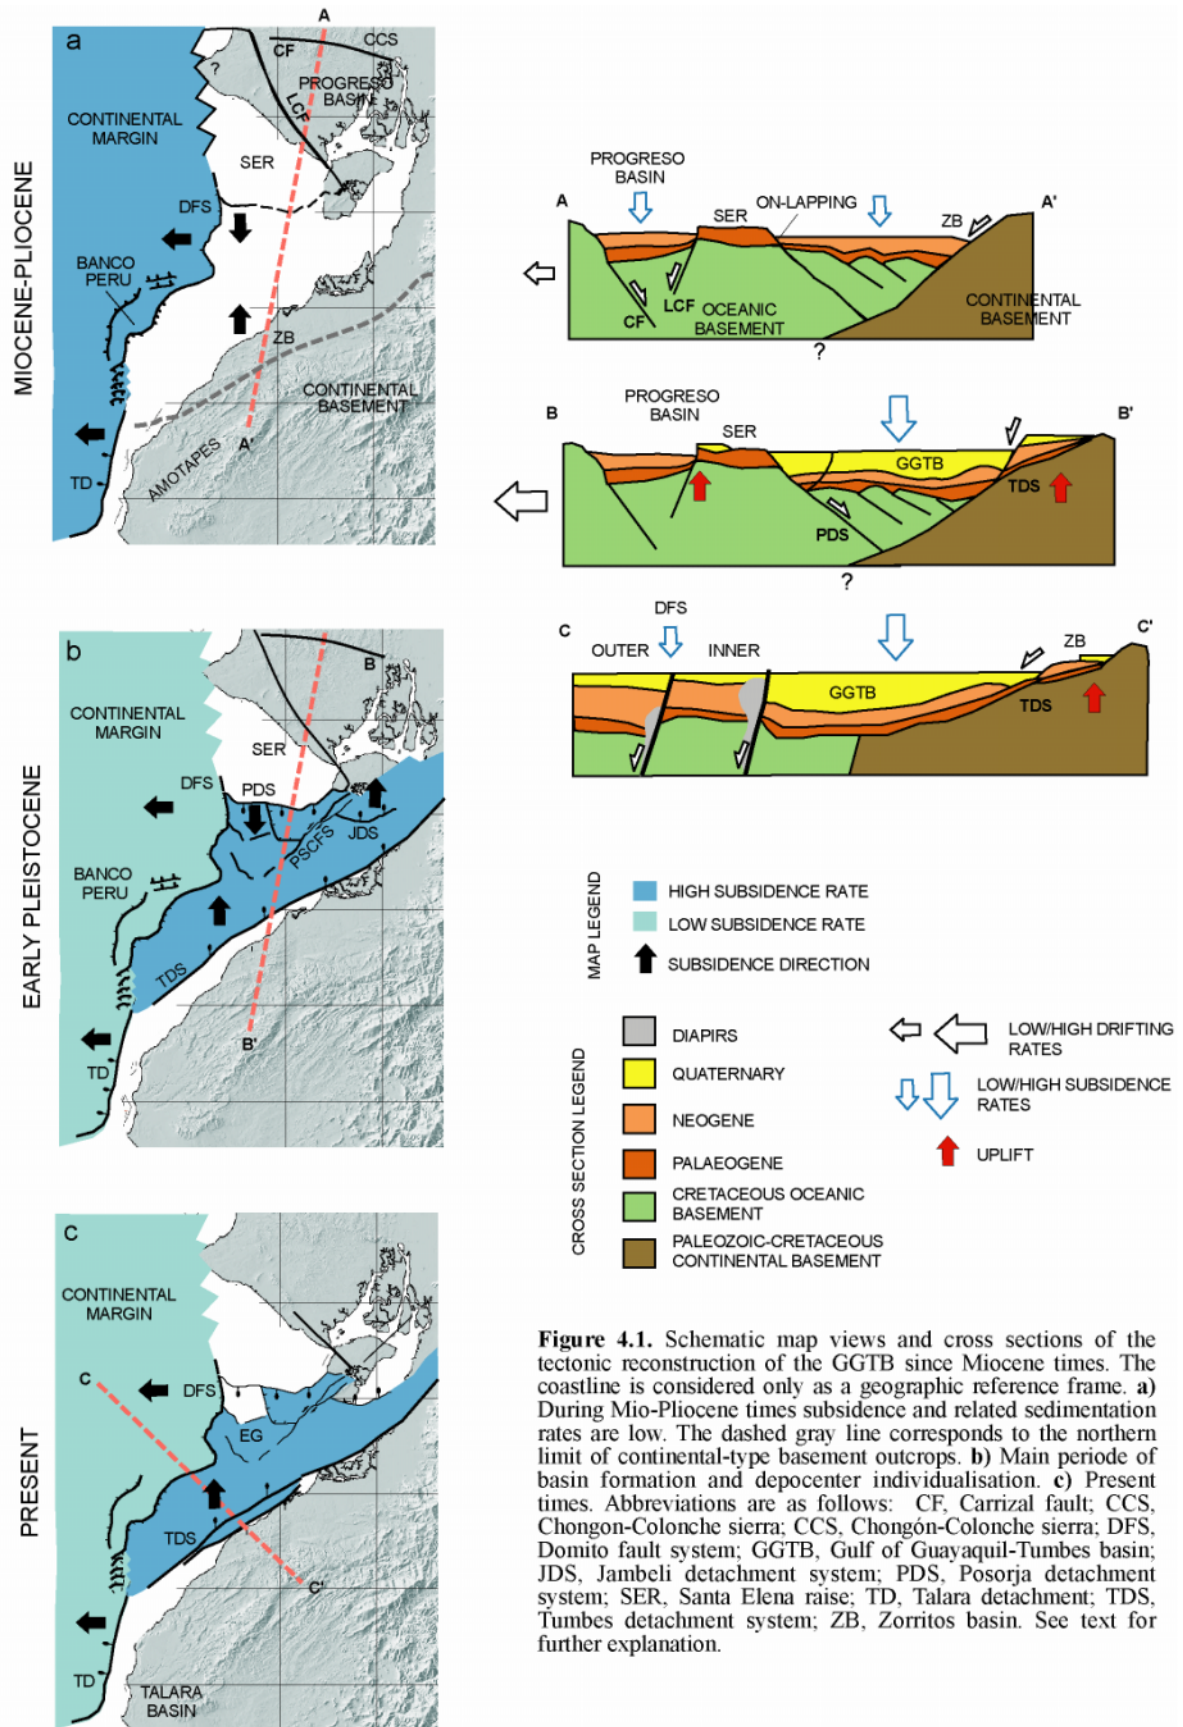 MIOCENE-PLIOCENE
a
A
CF
CCS
?
PROGRESO
BASIN
LCF
CONTINENTAL
MARGIN
SER
DFS
BANCO
PERU
ZB
CONTINENTAL
BASEMENT
A'
AMOTAPES
TD
PROGRESO
BASIN
A
SER
ON-LAPPING
ZB
A'
CF
LCF
OCEANIC
BASEMENT
CONTINENTAL
BASEMENT
?
PROGRESO
BASIN
B
SER
B'
GGTB
TDS
PDS
?
EARLY PLEISTOCENE
b
B
CONTINENTAL
MARGIN
SER
DFS
PDS
PSCFS
JDS
BANCO
PERU
TDS
B'
TD
C
DFS
OUTER
INNER
ZB
C'
GGTB
TDS
MAP LEGEND
HIGH SUBSIDENCE RATE
LOW SUBSIDENCE RATE
SUBSIDENCE DIRECTION
CROSS SECTION LEGEND
DIAPIRS
QUATERNARY
NEOGENE
PALAEOGENE
CRETACEOUS OCEANIC
BASEMENT
PALEOZOIC-CRETACEOUS
CONTINENTAL BASEMENT
LOW/HIGH DRIFTING
RATES
LOW/HIGH SUBSIDENCE
RATES
UPLIFT
PRESENT
c
CONTINENTAL
MARGIN
C
DFS
EG
TDS
C'
TD
TALARA
BASIN
Figure 4.1. Schematic map views and cross sections of the
tectonic reconstruction of the GGTB since Miocene times. The
coastline is considered only as a geographic reference frame. a)
During Mio-Pliocene times subsidence and related sedimentation
rates are low. The dashed gray line corresponds to the northern
limit of continental-type basement outcrops. b) Main periode of
basin formation and depocenter individualisation. c) Present
times. Abbreviations are as follows: CF, Carrizal fault; CCS,
Chongon-Colonche sierra; CCS, Chongón-Colonche sierra; DFS,
Domito fault system; GGTB, Gulf of Guayaquil-Tumbes basin;
JDS, Jambeli detachment system; PDS, Posorja detachment
system; SER, Santa Elena raise; TD, Talara detachment; TDS,
Tumbes detachment system; ZB, Zorritos basin. See text for
further explanation.